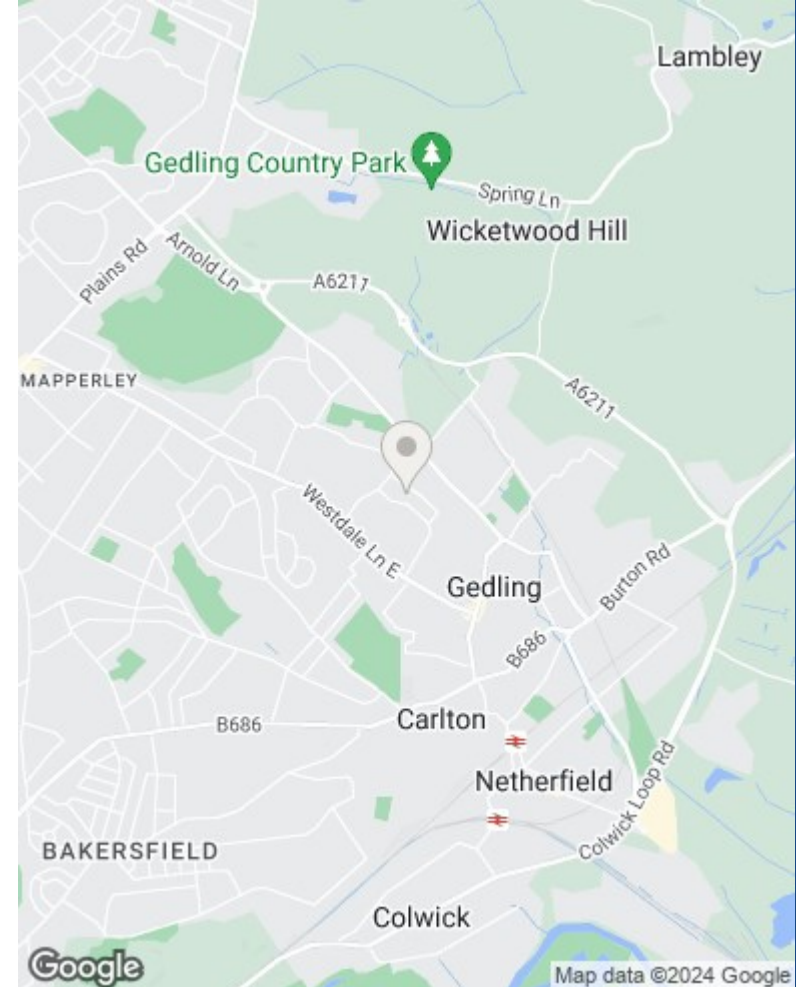 Lambley
Gedling Country Park
Spring Ln
Wicketwood Hill
Plains Rd
Arnold Ln
A6211
MAPPERLEY
A6211
Westdale Ln E
Gedling
Burton Rd
B686
Carlton
B686
Netherfield
Colwick Loop Rd
BAKERSFIELD
Colwick
Google
Map data ©2024 Google